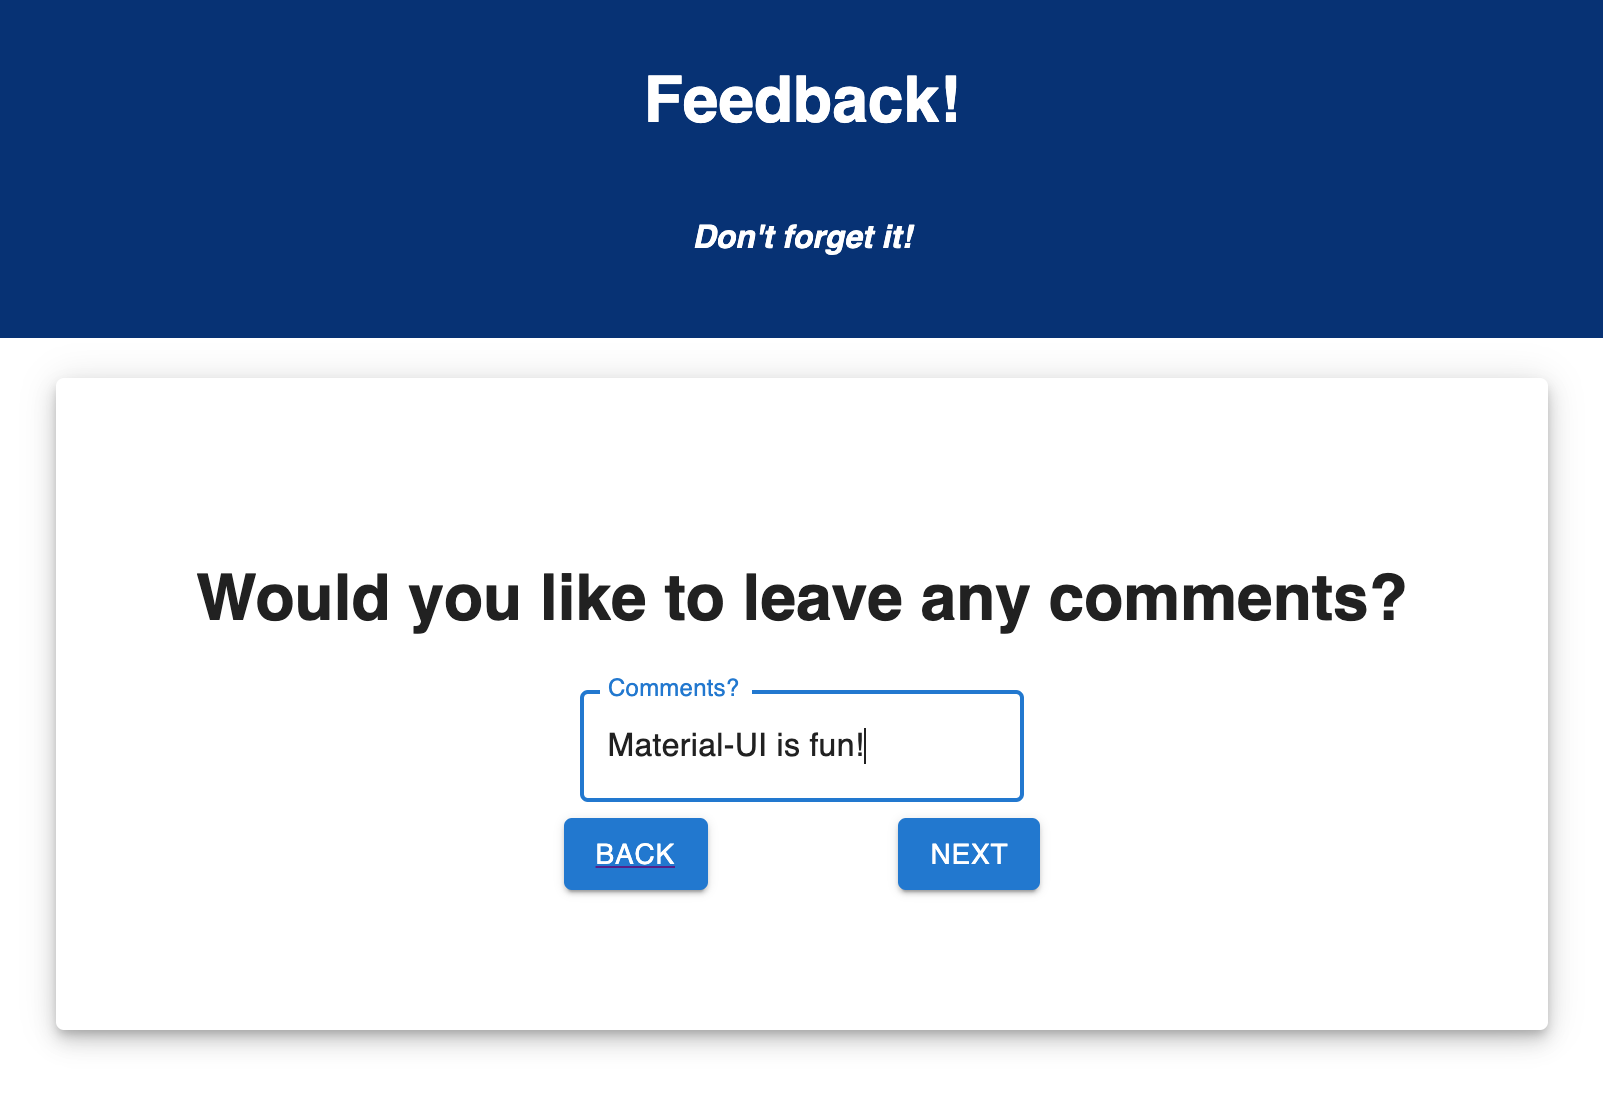 Feedback!
Don't forget it!
Would you like to leave any comments?
Comments?
Material-UI is fun!
BACK
NEXT